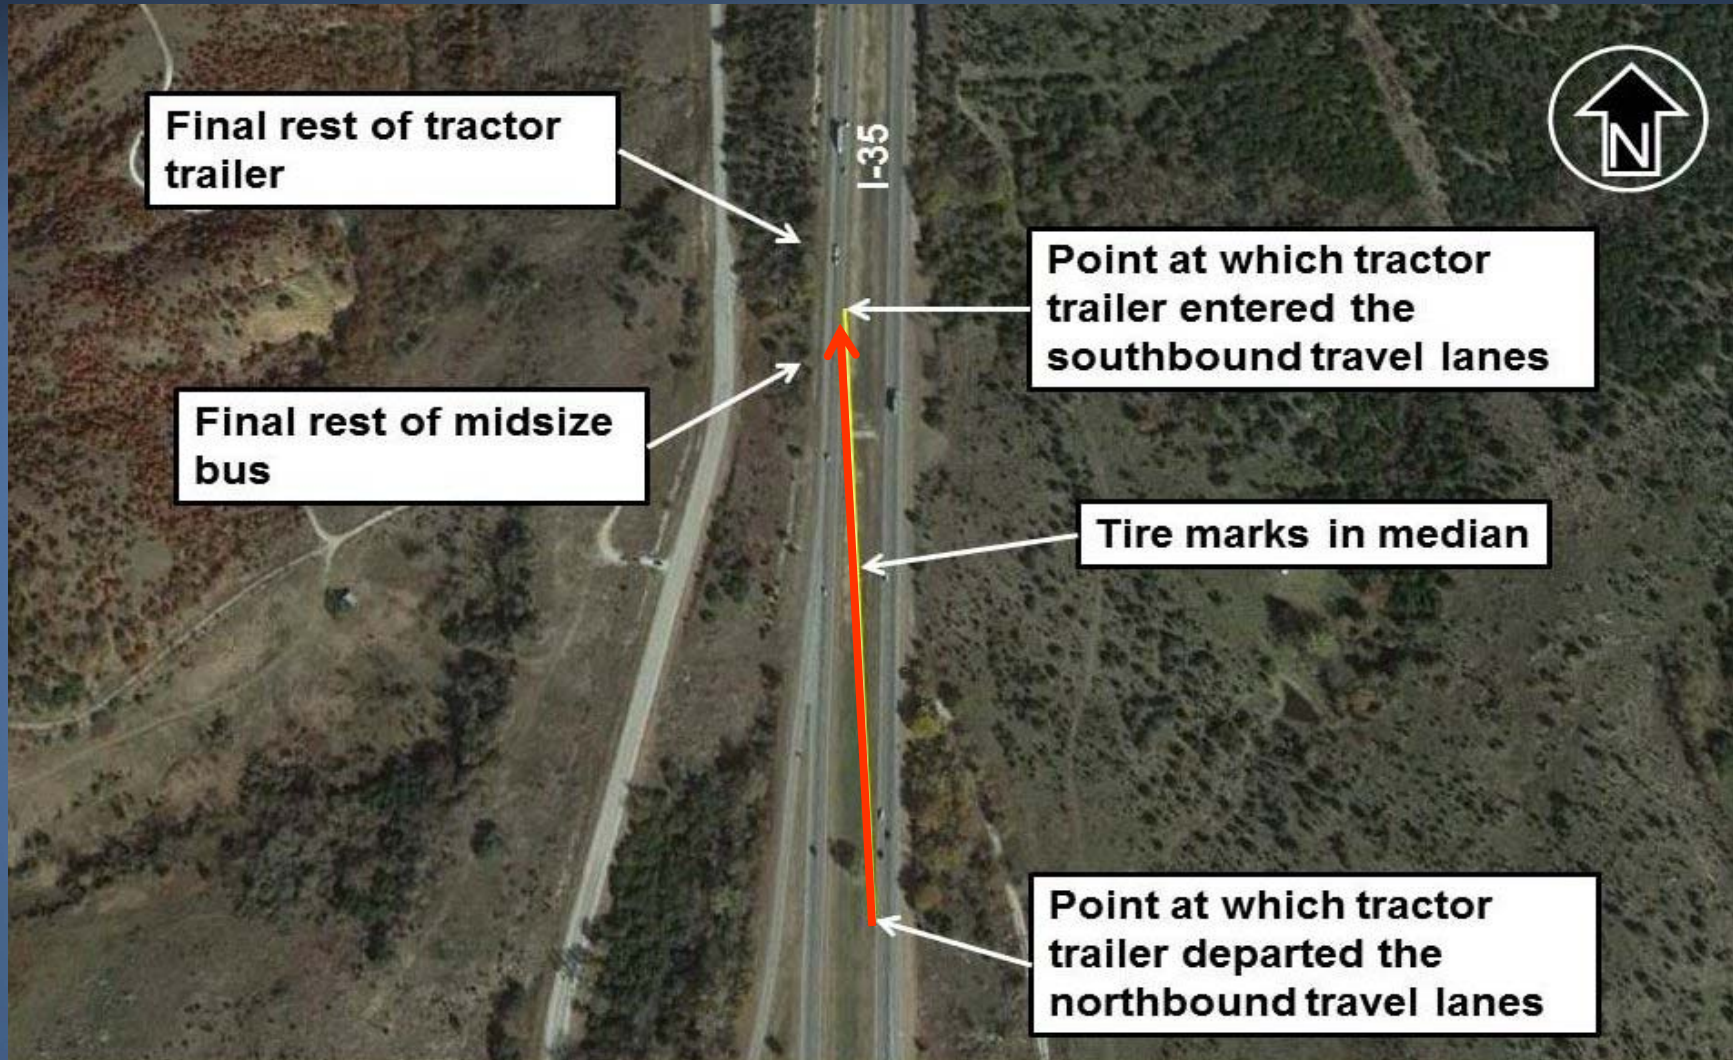 Final rest of tractor
trailer
I-35
N
Point at which tractor
trailer entered the
southbound travel lanes
Final rest of midsize
bus
Tire marks in median
Point at which tractor
trailer departed the
northbound travel lanes